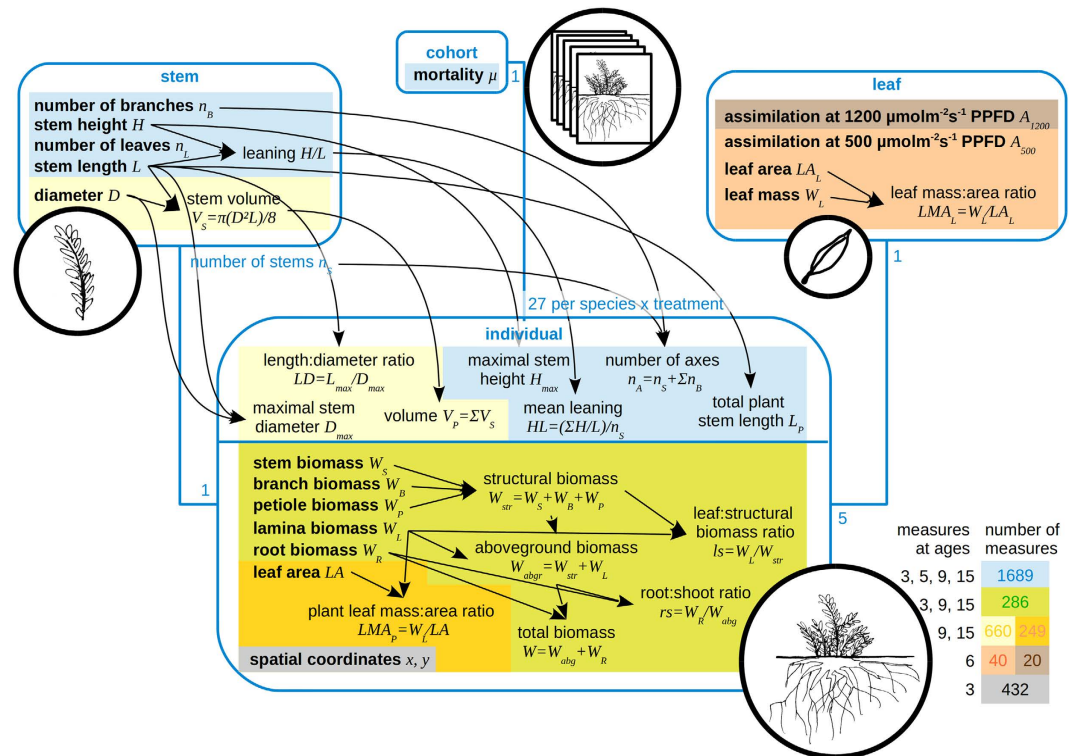 cohort
mortality μ
1
stem
number of branches n_B
stem height H
number of leaves n_L
stem length L
leaning H/L
diameter D
stem volume
V_S=π(D²L)/8
number of stems n_S
leaf
assimilation at 1200 µmolm⁻²s⁻¹ PPFD A_1200
assimilation at 500 µmolm⁻²s⁻¹ PPFD A_500
leaf area LA_L
leaf mass W_L
leaf mass:area ratio
LMA_L=W_L/LA_L
1
27 per species x treatment
individual
length:diameter ratio
LD=L_max/D_max
maximal stem
height H_max
number of axes
n_A=n_S+Σn_B
maximal stem
diameter D_max
volume V_P=ΣV_S
mean leaning
HL=(ΣH/L)/n_S
total plant
stem length L_P
stem biomass W_S
branch biomass W_B
petiole biomass W_P
lamina biomass W_L
root biomass W_R
leaf area LA
structural biomass
W_str=W_S+W_B+W_P
leaf:structural
biomass ratio
ls=W_L/W_str
aboveground biomass
W_abgr=W_str+W_L
root:shoot ratio
rs=W_R/W_abg
plant leaf mass:area ratio
LMA_P=W_L/LA
total biomass
W=W_abg+W_R
spatial coordinates x, y
1
5
measures
at ages
number of
measures
3, 5, 9, 15
1689
3, 9, 15
286
9, 15
660
249
6
40
20
3
432